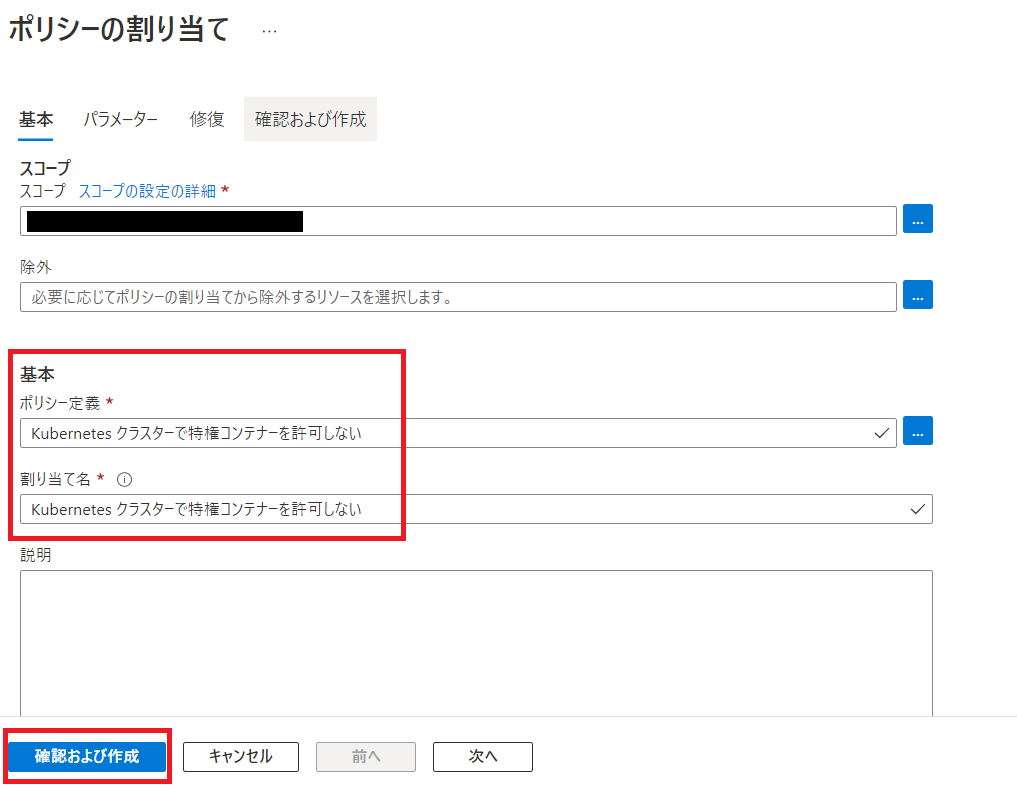 ポリシーの割り当て ...
基本 パラメーター 修復 確認および作成
スコープ
スコープ スコープの設定の詳細 *
...
除外
必要に応じてポリシーの割り当てから除外するリソースを選択します。 ...
基本
ポリシー定義 *
Kubernetes クラスターで特権コンテナーを許可しない ...
割り当て名 *
Kubernetes クラスターで特権コンテナーを許可しない
説明
確認および作成 キャンセル 前へ 次へ